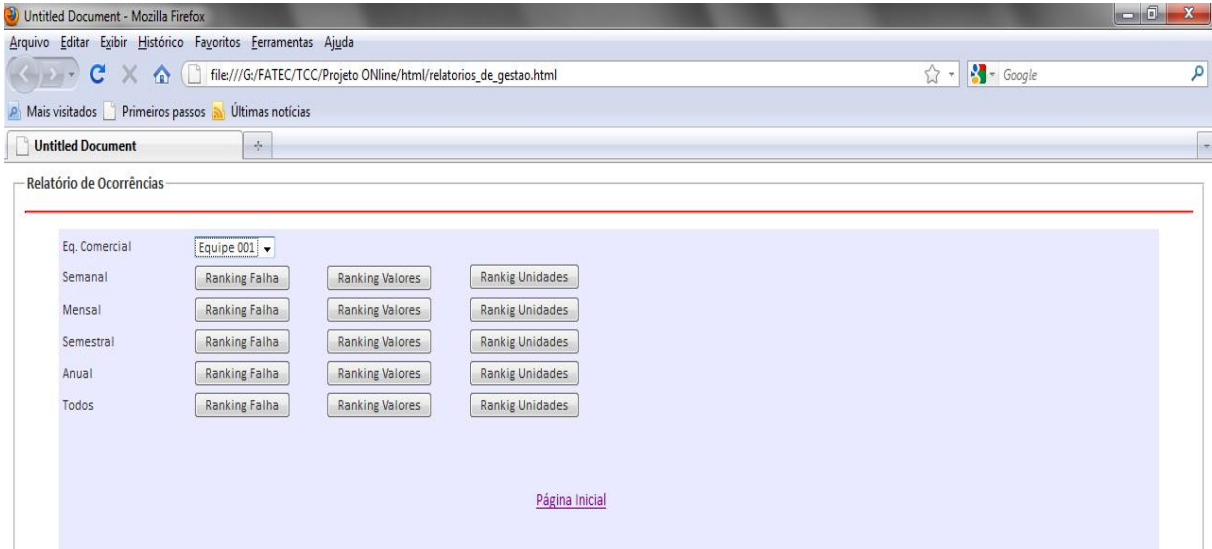 Untitled Document - Mozilla Firefox
Arquivo Editar Exibir Histórico Favoritos Ferramentas Ajuda
file:///G:/FATEC/TCC/Projeto ONline/html/relatorios_de_gestao.html
Google
Mais visitados Primeiros passos Últimas notícias
Untitled Document
Relatório de Ocorrências
Eq. Comercial Equipe 001
Semanal Ranking Falha Ranking Valores Rankig Unidades
Mensal Ranking Falha Ranking Valores Rankig Unidades
Semestral Ranking Falha Ranking Valores Rankig Unidades
Anual Ranking Falha Ranking Valores Rankig Unidades
Todos Ranking Falha Ranking Valores Rankig Unidades
Página Inicial